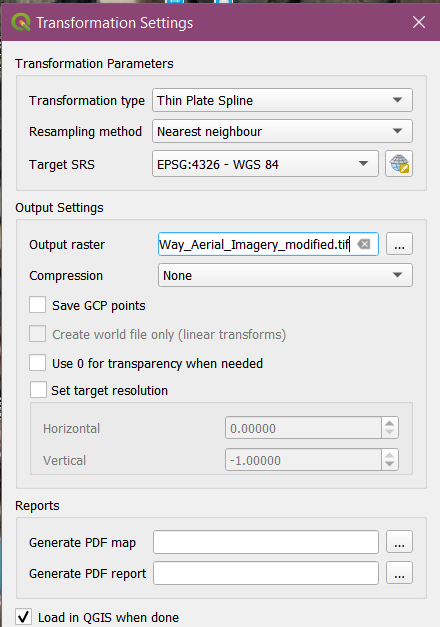 Transformation Settings
Transformation Parameters
Transformation type Thin Plate Spline
Resampling method Nearest neighbour
Target SRS EPSG:4326 - WGS 84
Output Settings
Output raster Way_Aerial_Imagery_modified.tif ...
Compression None
Save GCP points
Create world file only (linear transforms)
Use 0 for transparency when needed
Set target resolution
Horizontal 0.00000
Vertical -1.00000
Reports
Generate PDF map ...
Generate PDF report ...
Load in QGIS when done